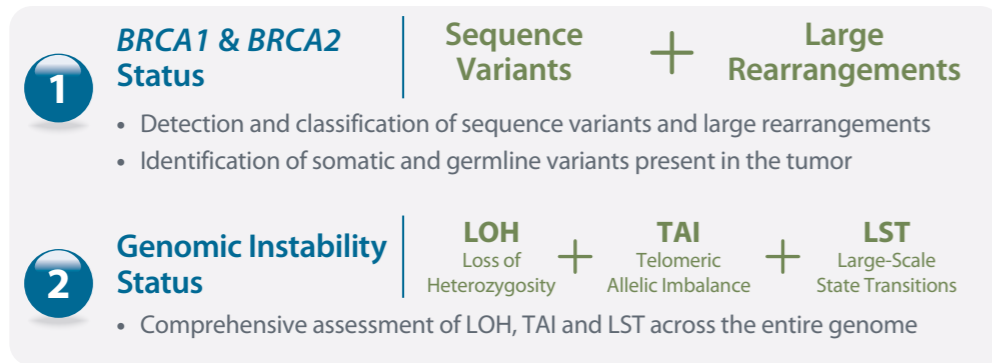 1
BRCA1 & BRCA2
Status
Sequence
Variants
+
Large
Rearrangements
• Detection and classification of sequence variants and large rearrangements
• Identification of somatic and germline variants present in the tumor
2
Genomic Instability
Status
LOH
Loss of
Heterozygosity
+
TAI
Telomeric
Allelic Imbalance
+
LST
Large-Scale
State Transitions
• Comprehensive assessment of LOH, TAI and LST across the entire genome